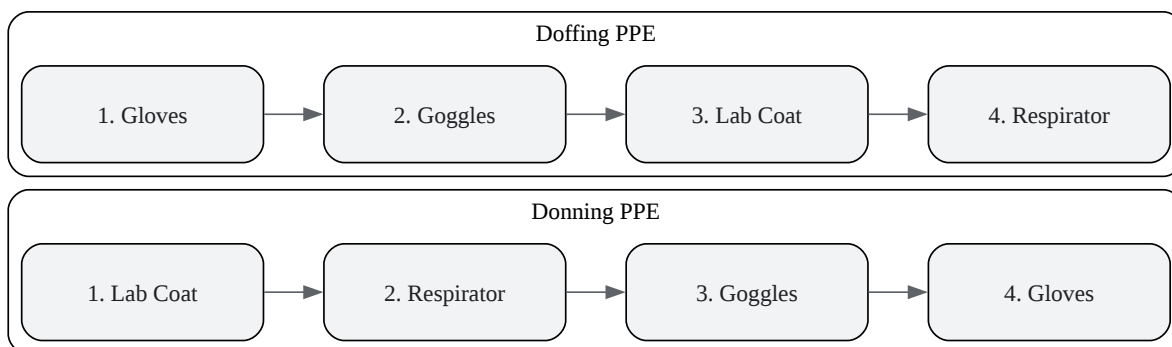 Doffing PPE
1. Gloves
2. Goggles
3. Lab Coat
4. Respirator
Donning PPE
1. Lab Coat
2. Respirator
3. Goggles
4. Gloves